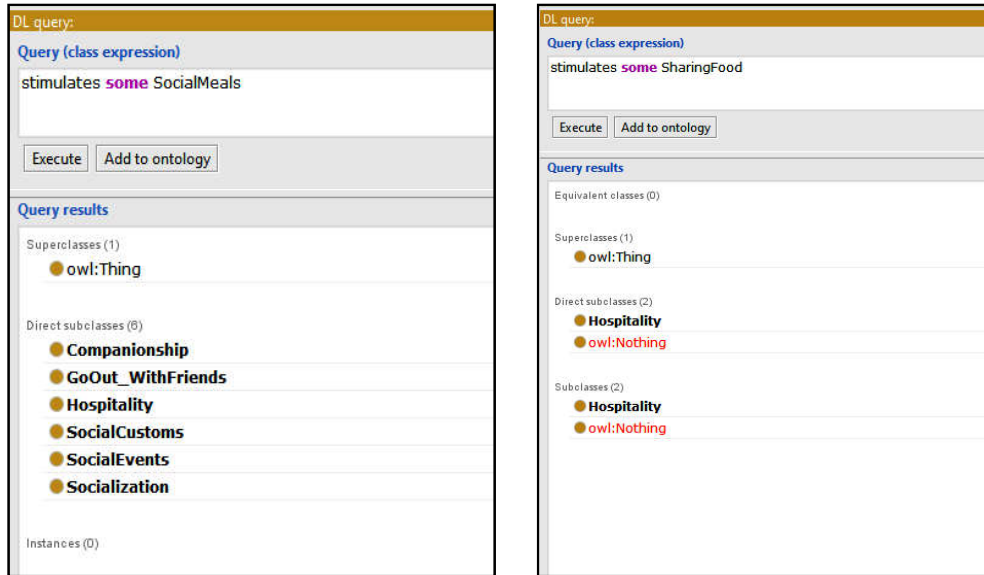 DL query:
Query (class expression)
stimulates some SocialMeals
Execute
Add to ontology
Query results
Superclasses (1)
owl:Thing
Direct subclasses (6)
Companionship
GoOut_WithFriends
Hospitality
SocialCustoms
SocialEvents
Socialization
Instances (0)
DL query:
Query (class expression)
stimulates some SharingFood
Execute
Add to ontology
Query results
Equivalent classes (0)
Superclasses (1)
owl:Thing
Direct subclasses (2)
Hospitality
owl:Nothing
Subclasses (2)
Hospitality
owl:Nothing